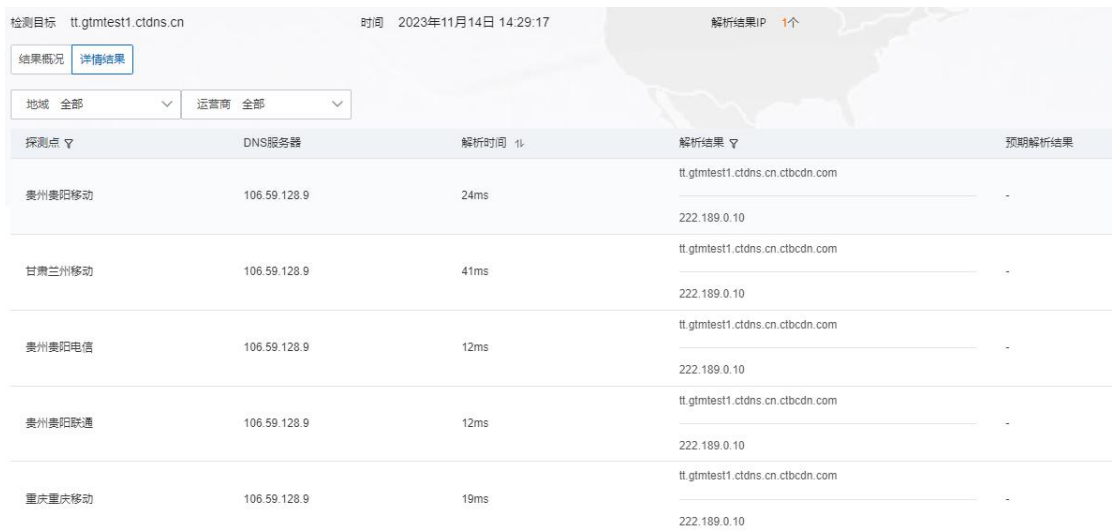 检测目标 tt.gtmtest1.ctdns.cn 时间 2023年11月14日 14:29:17 解析结果IP 1个
结果概况 详情结果
地域 全部 运营商 全部
探测点 DNS服务器 解析时间 解析结果 预期解析结果
贵州贵阳移动 106.59.128.9 24ms tt.gtmtest1.ctdns.cn.ctbcdn.com -
222.189.0.10
甘肃兰州移动 106.59.128.9 41ms tt.gtmtest1.ctdns.cn.ctbcdn.com -
222.189.0.10
贵州贵阳电信 106.59.128.9 12ms tt.gtmtest1.ctdns.cn.ctbcdn.com -
222.189.0.10
贵州贵阳联通 106.59.128.9 12ms tt.gtmtest1.ctdns.cn.ctbcdn.com -
222.189.0.10
重庆重庆移动 106.59.128.9 19ms tt.gtmtest1.ctdns.cn.ctbcdn.com -
222.189.0.10